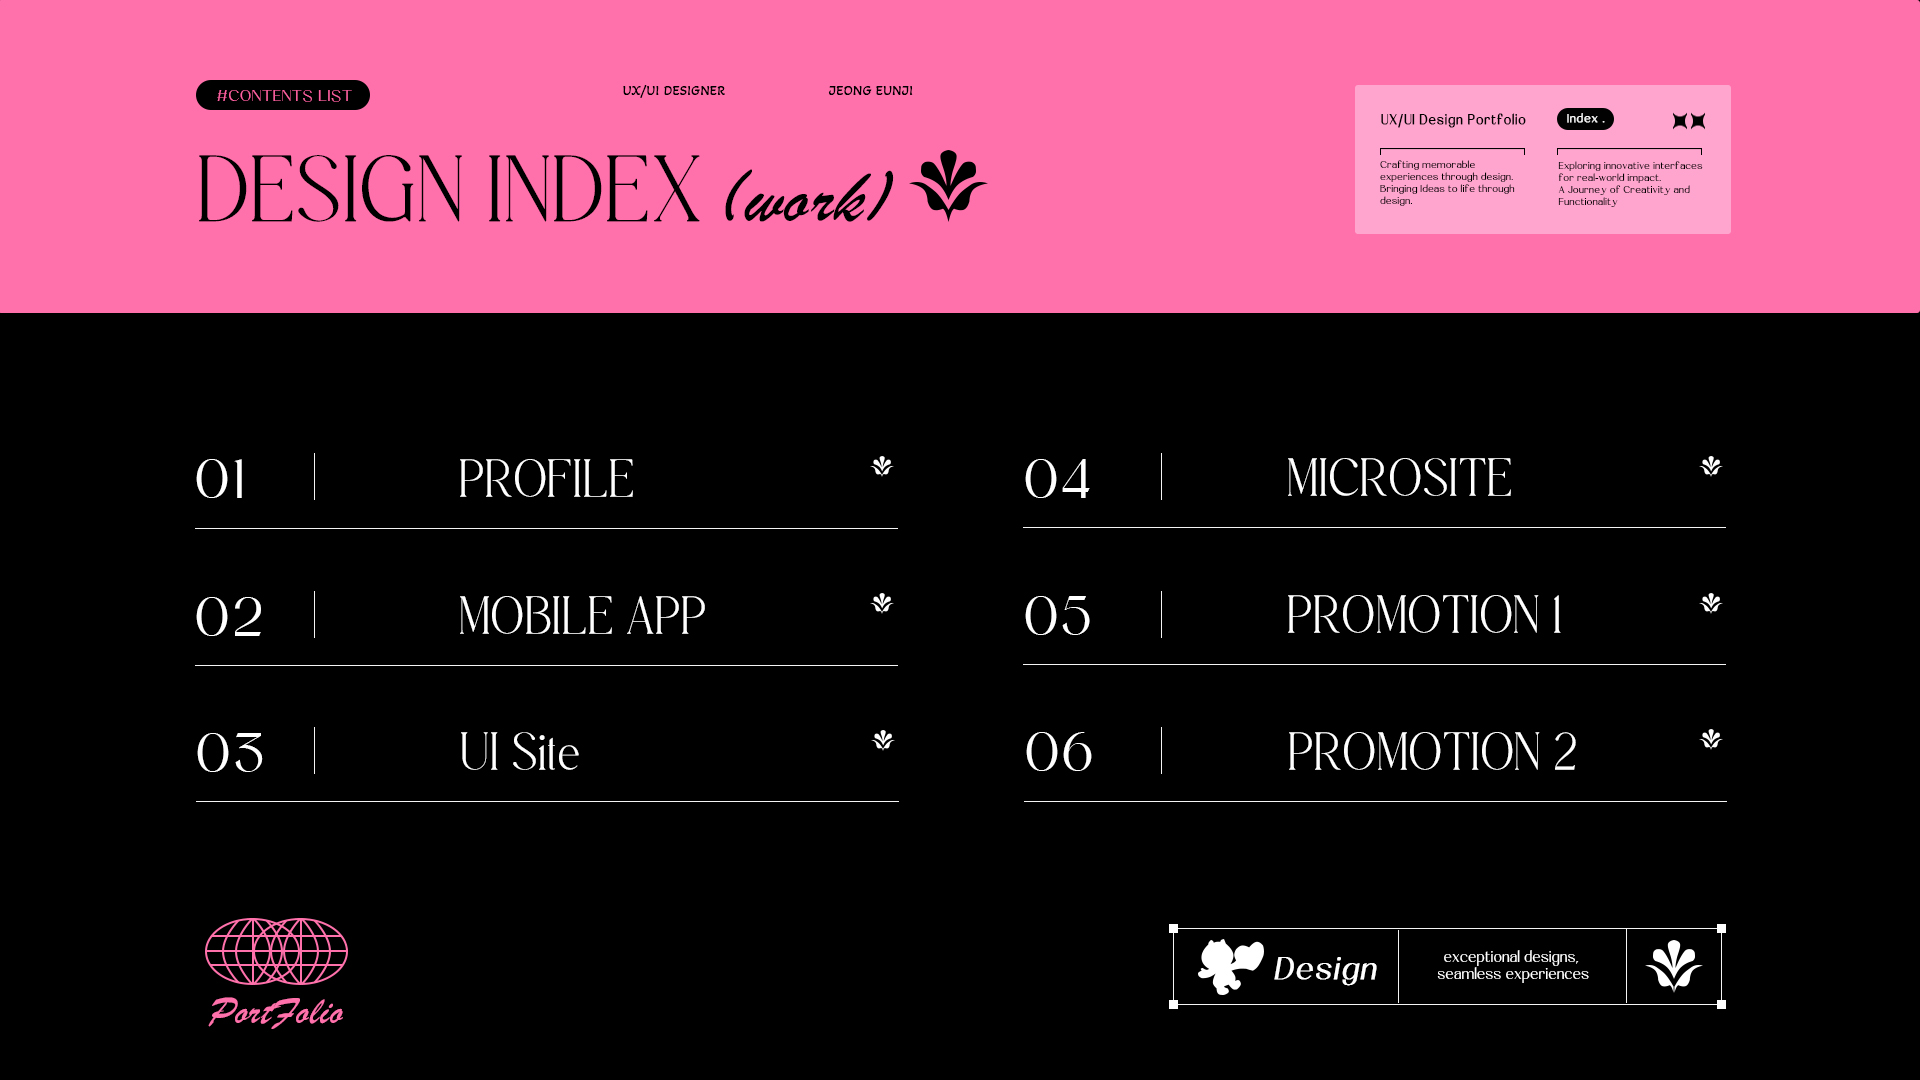 #CONTENTS LIST
UX/UI DESIGNER
JEONG EUNJI
DESIGN INDEX (work)
UX/UI Design Portfolio
Index .
Crafting memorable
experiences through design.
Bringing Ideas to life through
design.
Exploring innovative interfaces
for real-world impact.
A Journey of Creativity and
Functionality
01 PROFILE
02 MOBILE APP
03 UI Site
04 MICROSITE
05 PROMOTION 1
06 PROMOTION 2
PortFolio
Design
exceptional designs,
seamless experiences